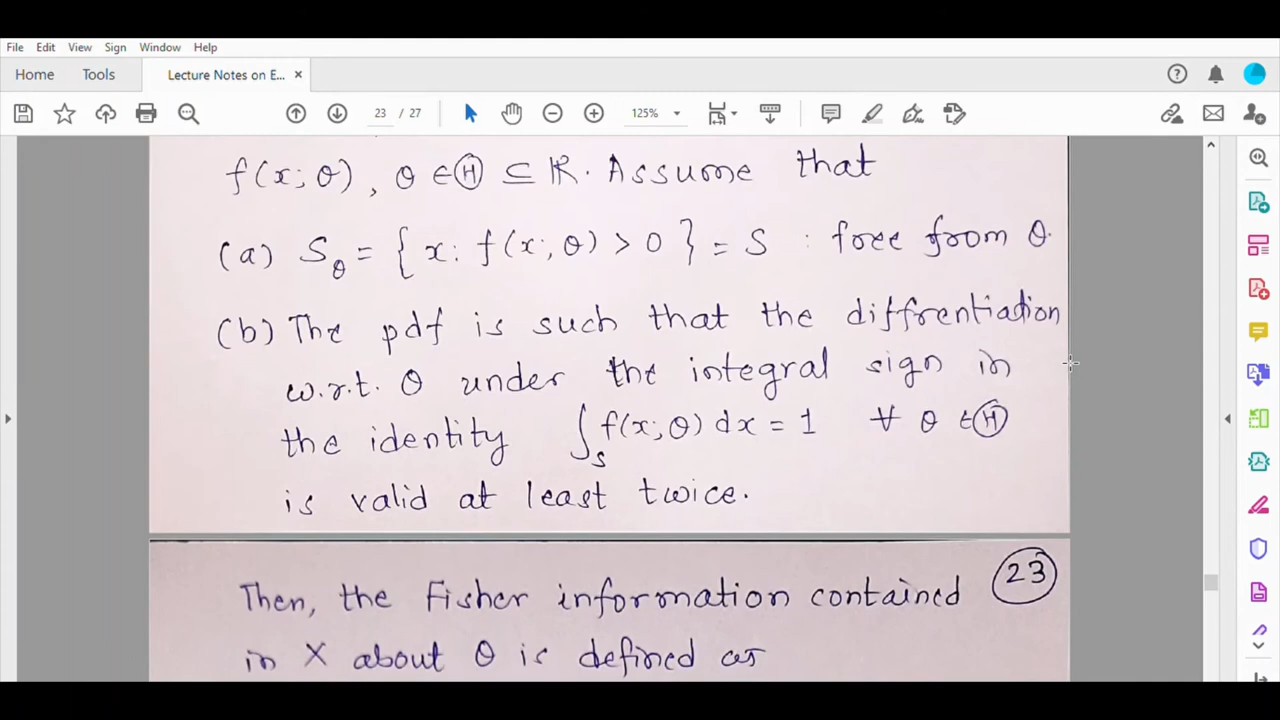 File Edit View Sign Window Help
Home Tools Lecture Notes on E... ×
23 / 27 125%
f(x; θ), θ ∈ Ⓗ ⊆ ℝ. Assume that
(a) S_θ = { x: f(x; θ) > 0 } = S : free from θ.
(b) The pdf is such that the diffrentiation
w.r.t. θ under the integral sign in
the identity ∫_S f(x; θ) dx = 1 ∀ θ ∈ Ⓗ
is valid at least twice.
23
Then, the Fisher information contained
in X about θ is defined as